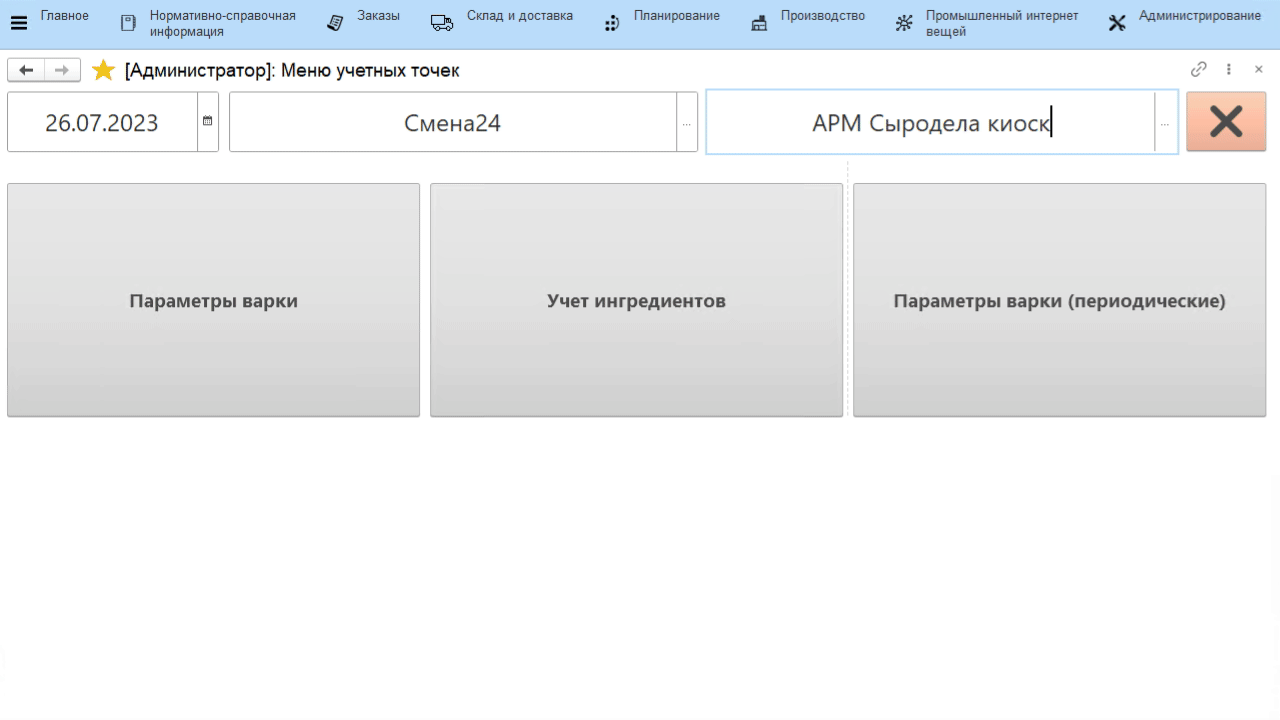 Главное
Нормативно-справочная
информация
Заказы
Склад и доставка
Планирование
Производство
Промышленный интернет
вещей
Администрирование
[Администратор]: Меню учетных точек
26.07.2023
Смена24
...
АРМ Сыродела киоск
...
Параметры варки
Учет ингредиентов
Параметры варки (периодические)